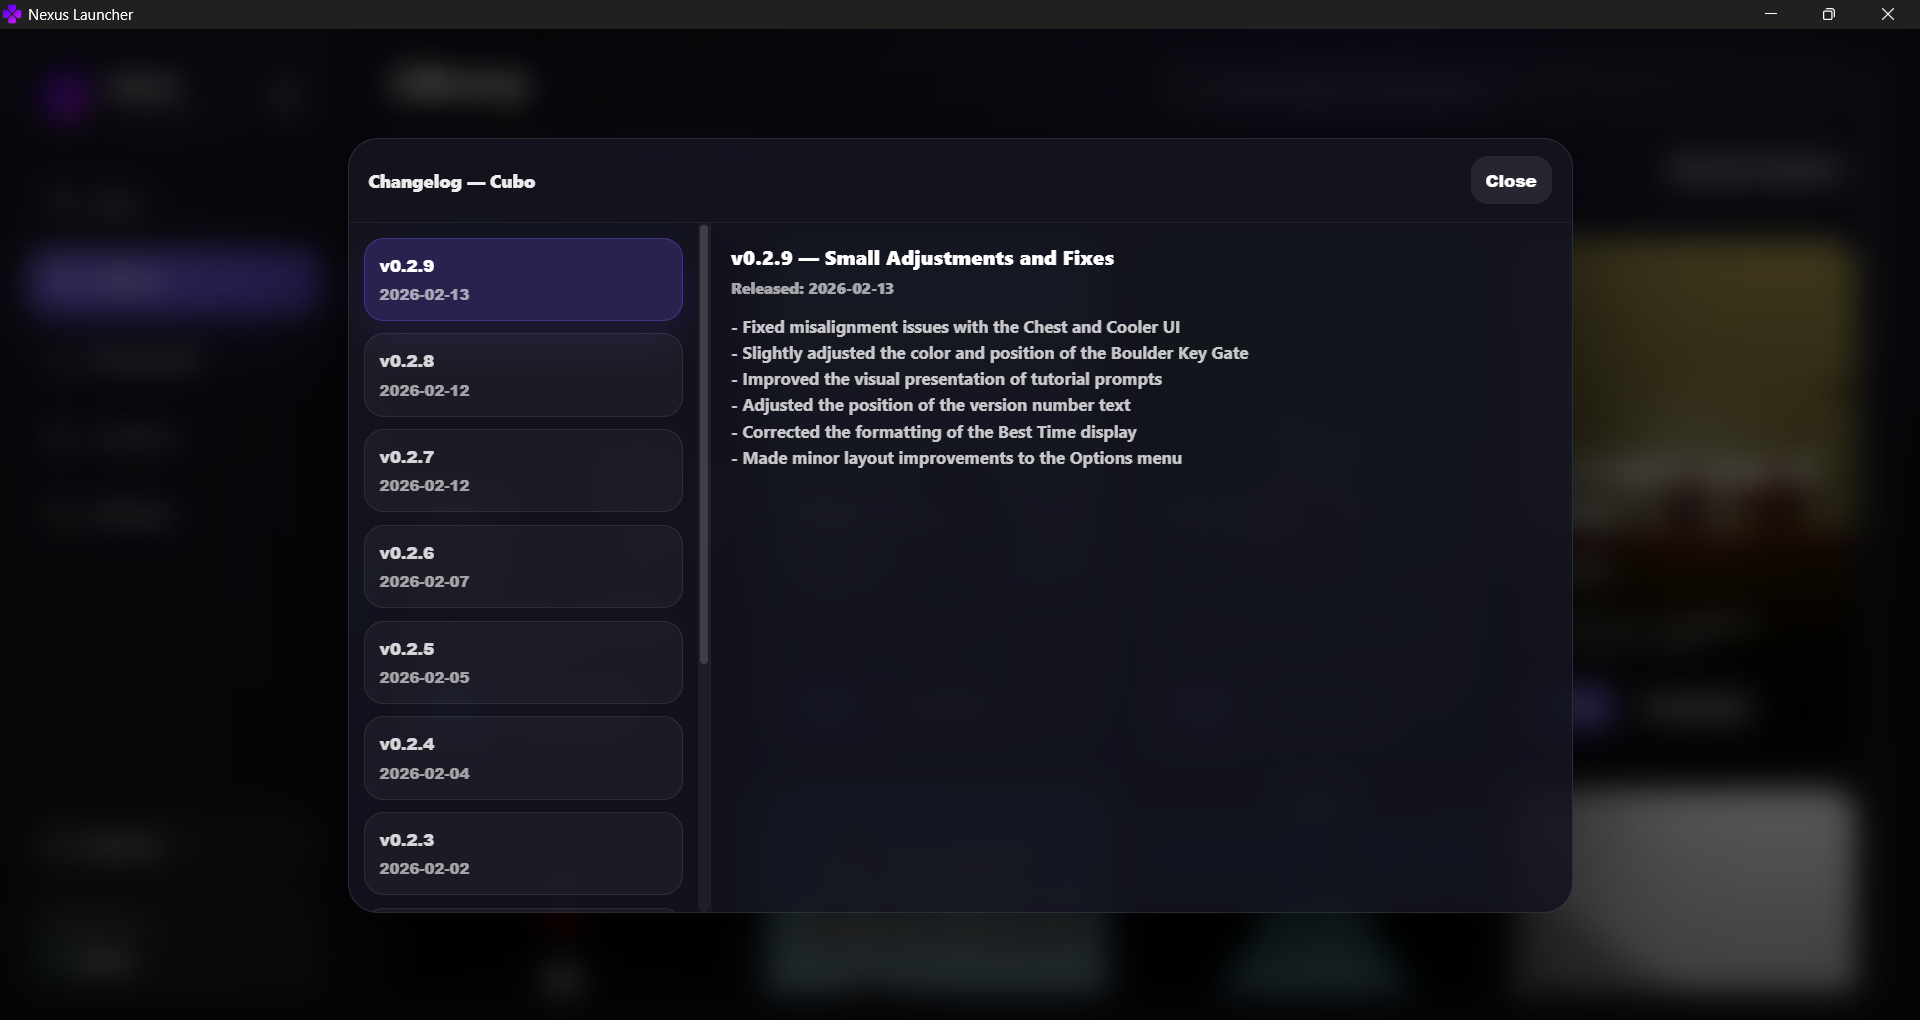 Nexus Launcher
Changelog — Cubo
Close
v0.2.9
2026-02-13
v0.2.8
2026-02-12
v0.2.7
2026-02-12
v0.2.6
2026-02-07
v0.2.5
2026-02-05
v0.2.4
2026-02-04
v0.2.3
2026-02-02
v0.2.9 — Small Adjustments and Fixes
Released: 2026-02-13
- Fixed misalignment issues with the Chest and Cooler UI
- Slightly adjusted the color and position of the Boulder Key Gate
- Improved the visual presentation of tutorial prompts
- Adjusted the position of the version number text
- Corrected the formatting of the Best Time display
- Made minor layout improvements to the Options menu